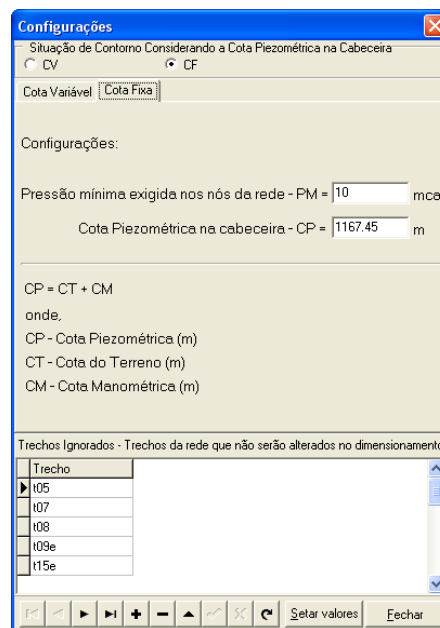 Configurações
Situação de Contorno Considerando a Cota Piezométrica na Cabeceira
CV CF
Cota Variável Cota Fixa
Configurações:
Pressão mínima exigida nos nós da rede - PM = 10 mca
Cota Piezométrica na cabeceira - CP = 1167.45 m
CP = CT + CM
onde,
CP - Cota Piezométrica (m)
CT - Cota do Terreno (m)
CM - Cota Manométrica (m)
Trechos Ignorados - Trechos da rede que não serão alterados no dimensionamento
Trecho
t05
t07
t08
t09e
t15e
Setar valores Fechar